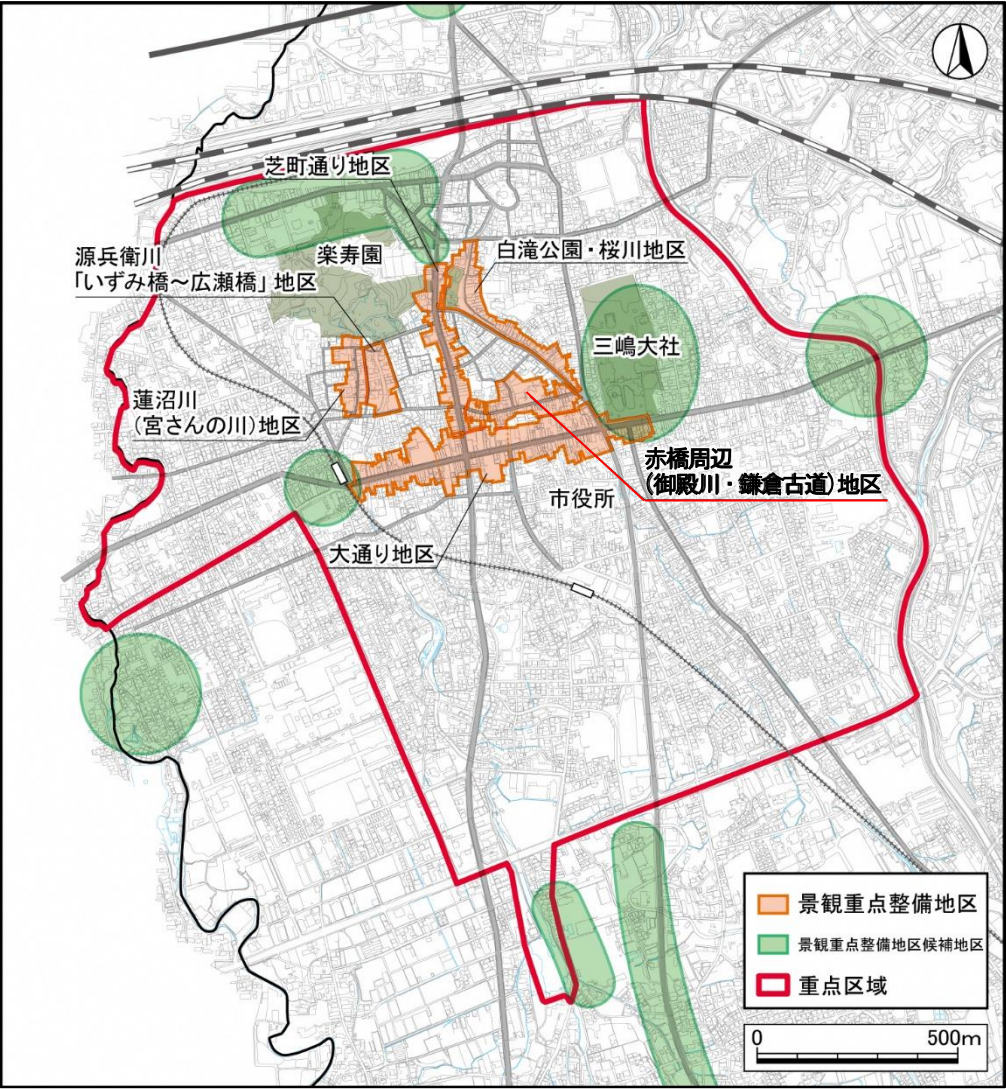 芝町通り地区
源兵衛川
「いずみ橋～広瀬橋」地区
楽寿園
白滝公園・桜川地区
三嶋大社
蓮沼川
(宮さんの川)地区
赤橋周辺
(御殿川・鎌倉古道)地区
市役所
大通り地区
景観重点整備地区
景観重点整備地区候補地区
重点区域
0 500m